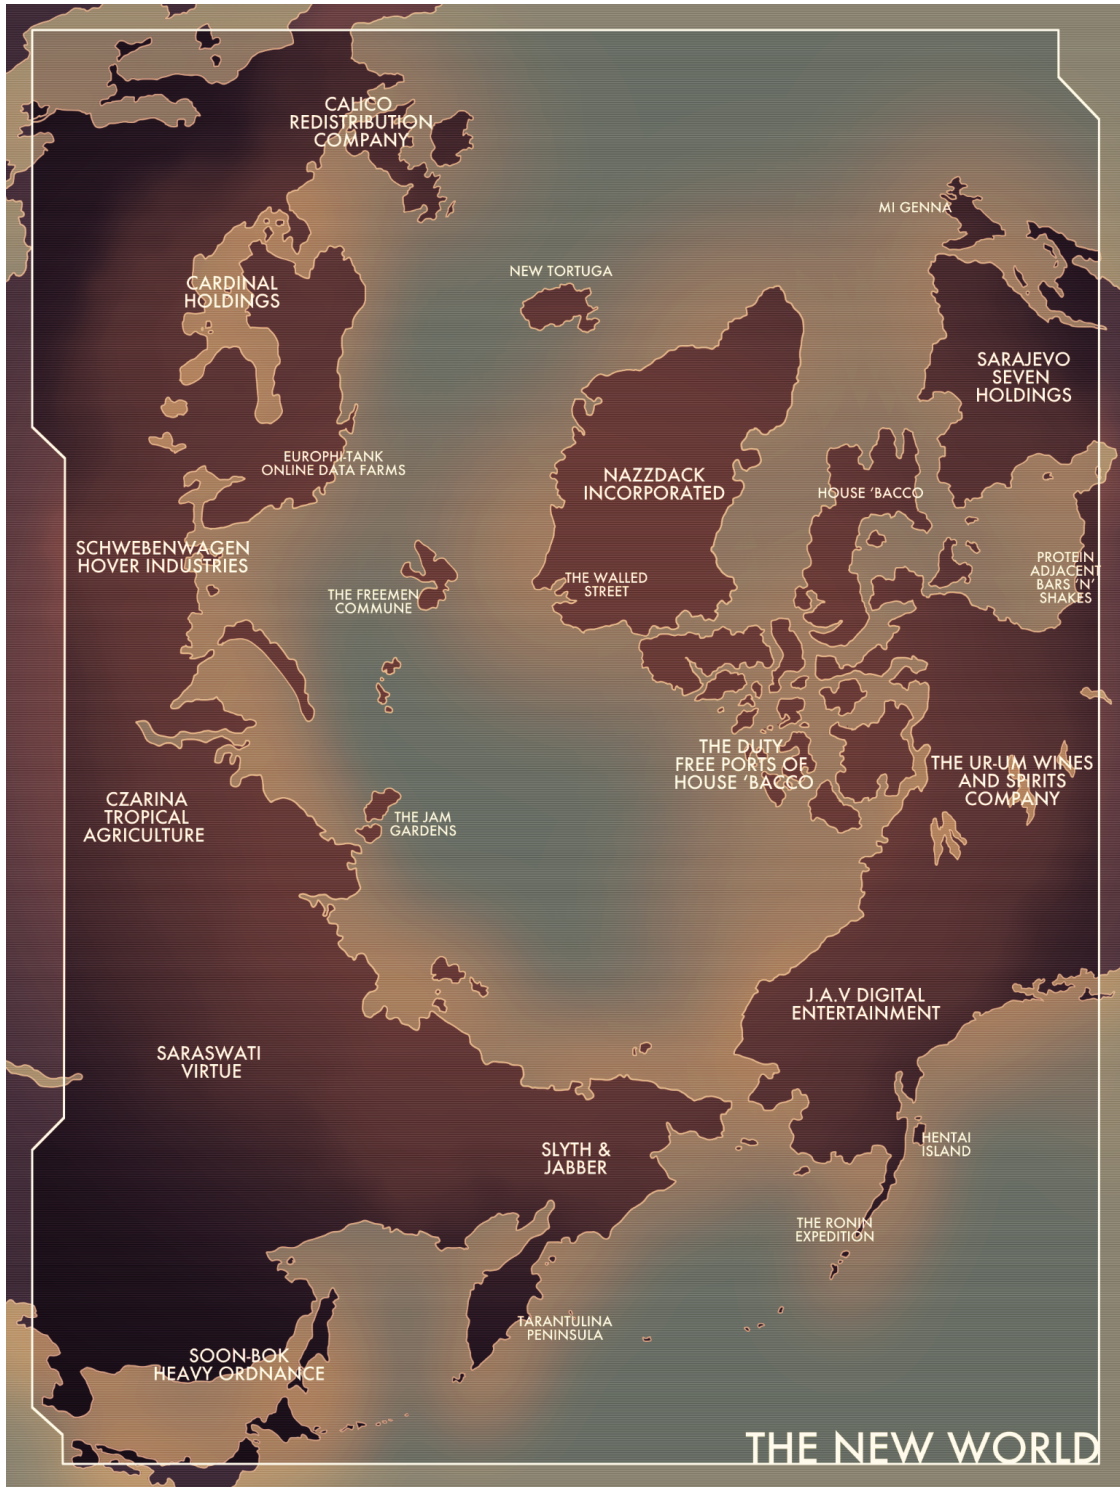 CALICO
REDISTRIBUTION
COMPANY
MI GENNA
NEW TORTUGA
CARDINAL
HOLDINGS
SARAJEVO
SEVEN
HOLDINGS
EUROPHI-TANK
ONLINE DATA FARMS
NAZZDACK
INCORPORATED
HOUSE ‘BACCO
SCHWEBENWAGEN
HOVER INDUSTRIES
PROTEIN
ADJACENT
BARS ‘N’
SHAKES
THE WALLED
STREET
THE FREEMEN
COMMUNE
THE DUTY
FREE PORTS OF
HOUSE ‘BACCO
THE UR-UM WINES
AND SPIRITS
COMPANY
CZARINA
TROPICAL
AGRICULTURE
THE JAM
GARDENS
J.A.V DIGITAL
ENTERTAINMENT
SARASWATI
VIRTUE
SLYTH &
JABBER
HENTAI
ISLAND
THE RONIN
EXPEDITION
TARANTULINA
PENINSULA
SOON-BOK
HEAVY ORDNANCE
THE NEW WORLD